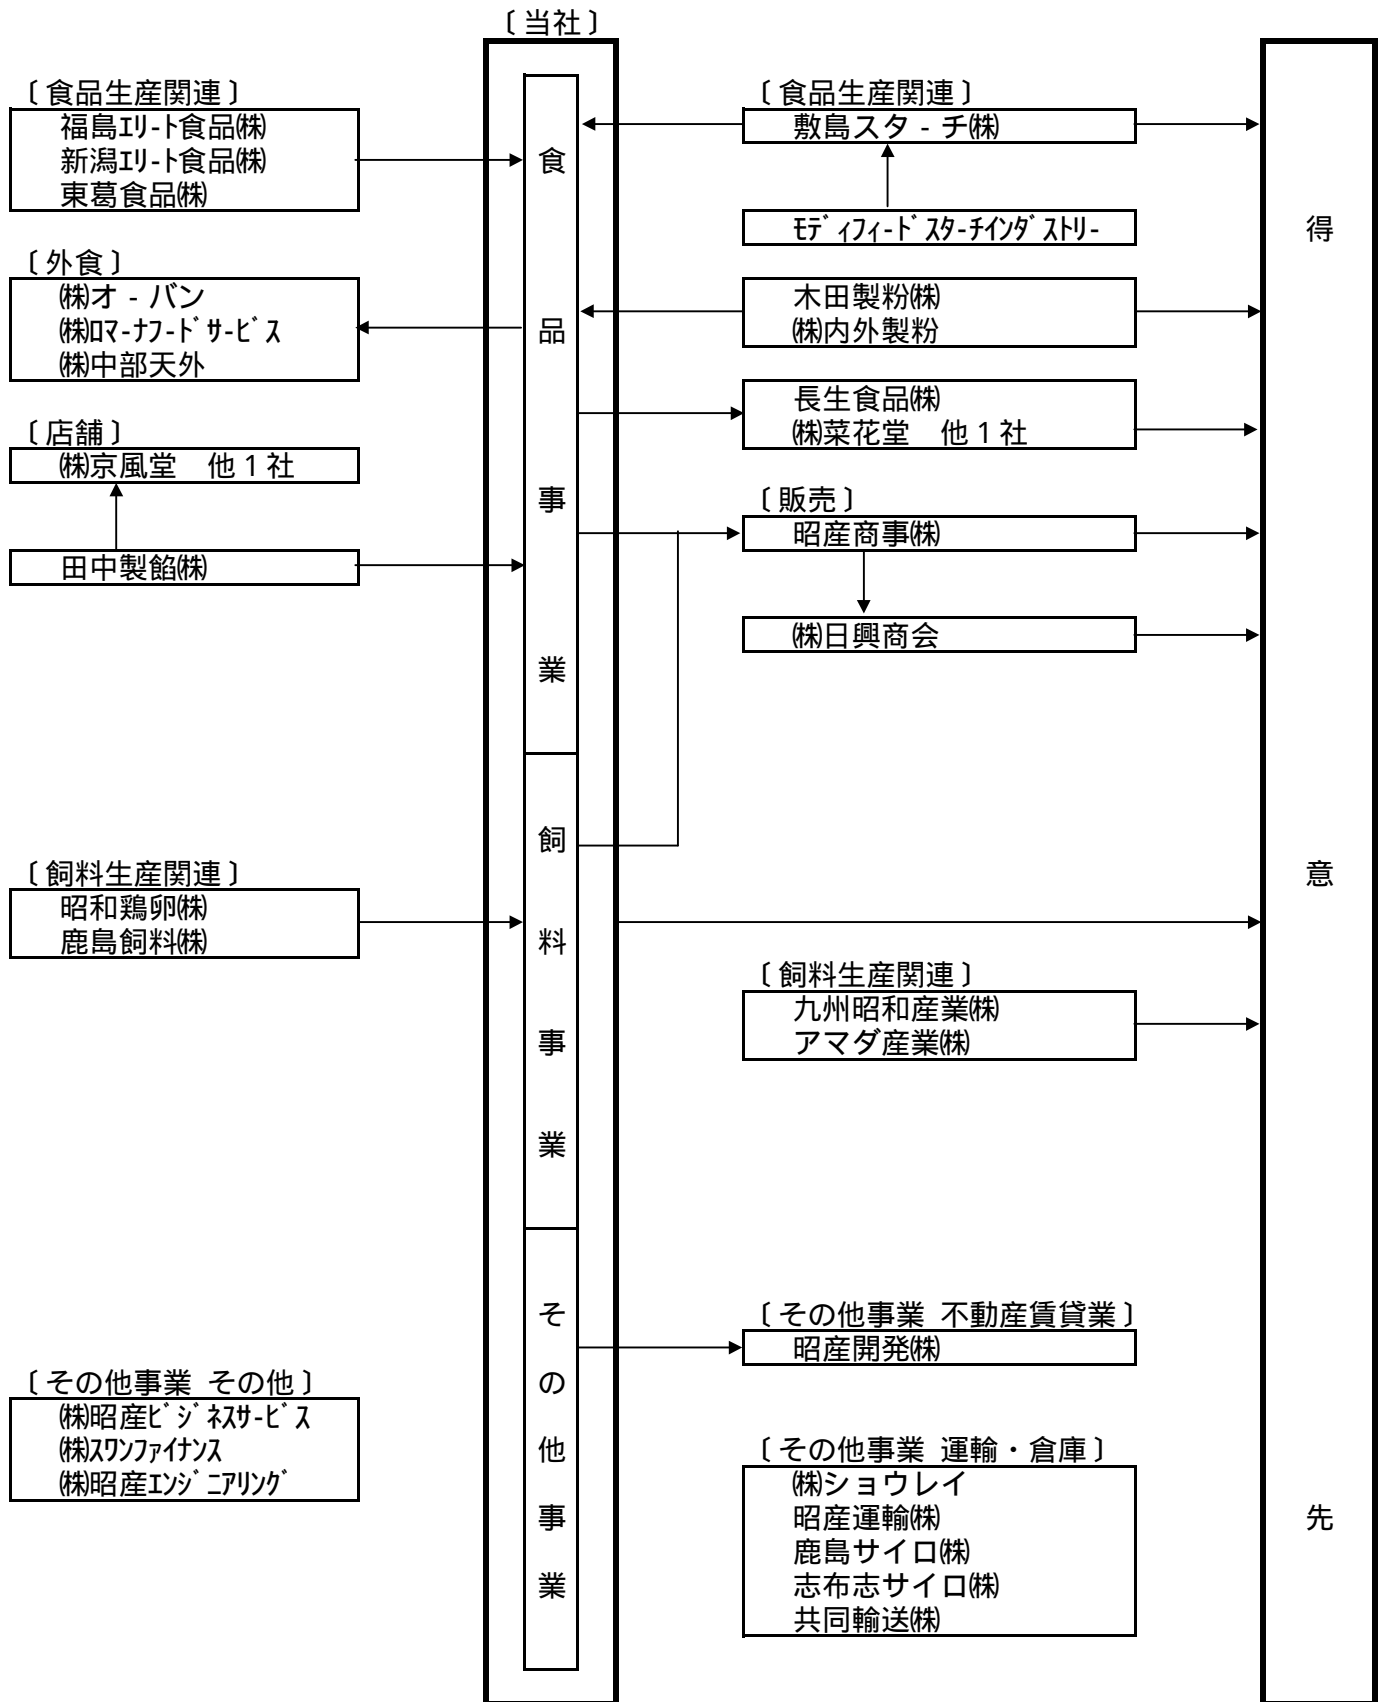 〔当社〕
〔食品生産関連〕
福島ｴﾘｰﾄ食品㈱
新潟ｴﾘｰﾄ食品㈱
東葛食品㈱
〔外食〕
㈱オ‐バン
㈱ﾛﾏｰﾅﾌｰﾄﾞｻｰﾋﾞｽ
㈱中部天外
〔店舗〕
㈱京風堂　他１社
田中製餡㈱
〔飼料生産関連〕
昭和鶏卵㈱
鹿島飼料㈱
〔その他事業 その他〕
㈱昭産ﾋﾞｼﾞﾈｽｻｰﾋﾞｽ
㈱ｽﾜﾝﾌｧｲﾅﾝｽ
㈱昭産ｴﾝｼﾞﾆｱﾘﾝｸﾞ
食品事業
飼料事業
その他事業
〔食品生産関連〕
敷島スタ‐チ㈱
ﾓﾃﾞｨﾌｨｰﾄﾞｽﾀｰﾁｲﾝﾀﾞｽﾄﾘｰ
木田製粉㈱
㈱内外製粉
長生食品㈱
㈱菜花堂　他１社
〔販売〕
昭産商事㈱
㈱日興商会
〔飼料生産関連〕
九州昭和産業㈱
アマダ産業㈱
〔その他事業 不動産賃貸業〕
昭産開発㈱
〔その他事業 運輸・倉庫〕
㈱ショウレイ
昭産運輸㈱
鹿島サイロ㈱
志布志サイロ㈱
共同輸送㈱
得意先